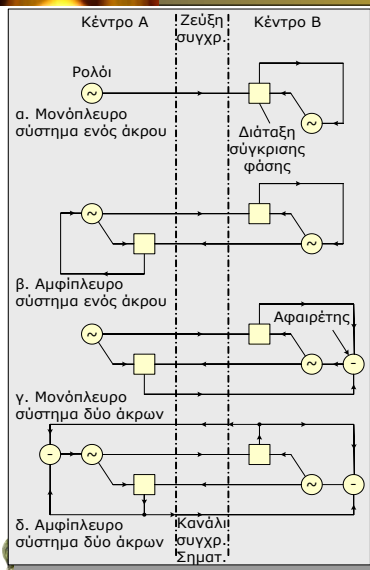 Κέντρο Α
Ζεύξη
συγχρ.
Κέντρο Β
Ρολόι
~
~
α. Μονόπλευρο
σύστημα ενός άκρου
Διάταξη
σύγκρισης
φάσης
~
~
β. Αμφίπλευρο
σύστημα ενός άκρου
Αφαιρέτης
~
~
-
γ. Μονόπλευρο
σύστημα δύο άκρων
-
~
~
-
δ. Αμφίπλευρο
σύστημα δύο άκρων
Κανάλι
συγχρ.
Σηματ.